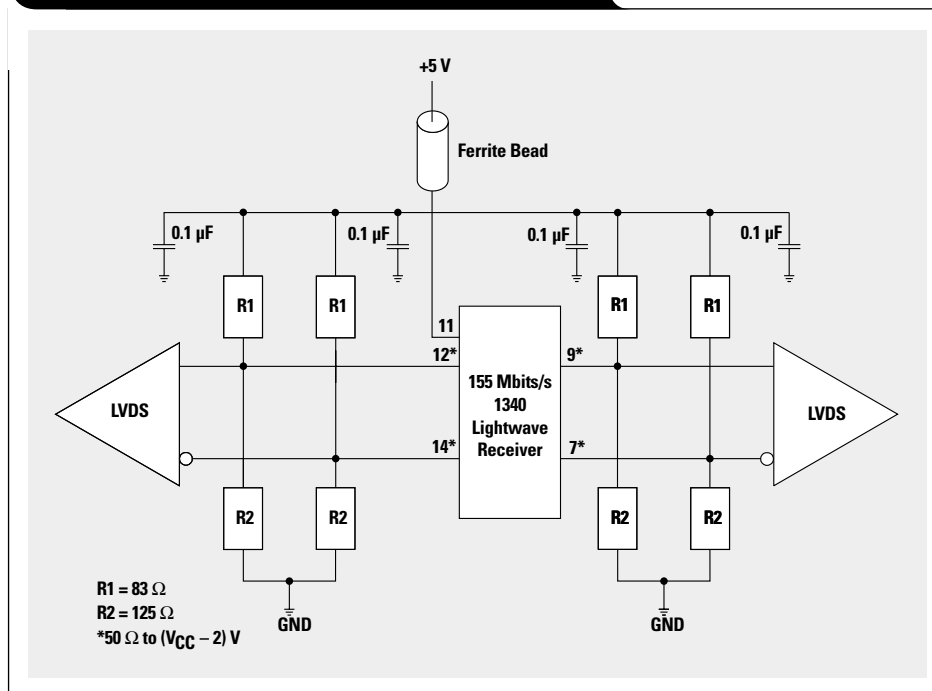 +5 V
Ferrite Bead
0.1 µF
0.1 µF
0.1 µF
0.1 µF
R1
R1
R1
R1
11
12*
9*
155 Mbits/s
1340
Lightwave
Receiver
LVDS
LVDS
14*
7*
R2
R2
R2
R2
R1 = 83 Ω
R2 = 125 Ω
*50 Ω to (VCC – 2) V
GND
GND